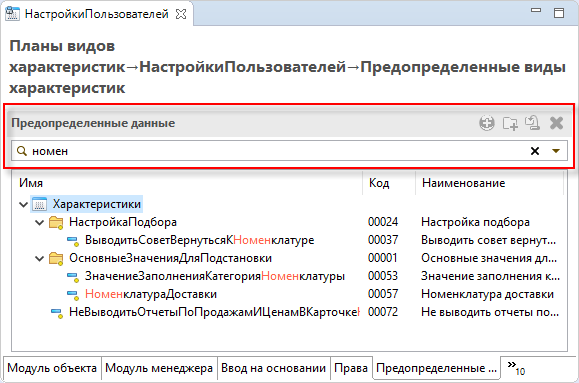 НастройкиПользователей
Планы видов
характеристик→НастройкиПользователей→Предопределенные виды
характеристик
Предопределенные данные
номен
Имя Код Наименование
Характеристики
НастройкаПодбора 00024 Настройка подбора
ВыводитьСоветВернутьсяКНоменклатуре 00037 Выводить совет вернут...
ОсновныеЗначенияДляПодстановки 00001 Основные значения дл...
ЗначениеЗаполненияКатегорияНоменклатуры 00053 Значение заполнения к...
НоменклатураДоставки 00057 Номенклатура доставки
НеВыводитьОтчетыПоПродажамИЦенамВКарточке 00072 Не выводить отчеты по...
Модуль объекта Модуль менеджера Ввод на основании Права Предопределенные ... »10